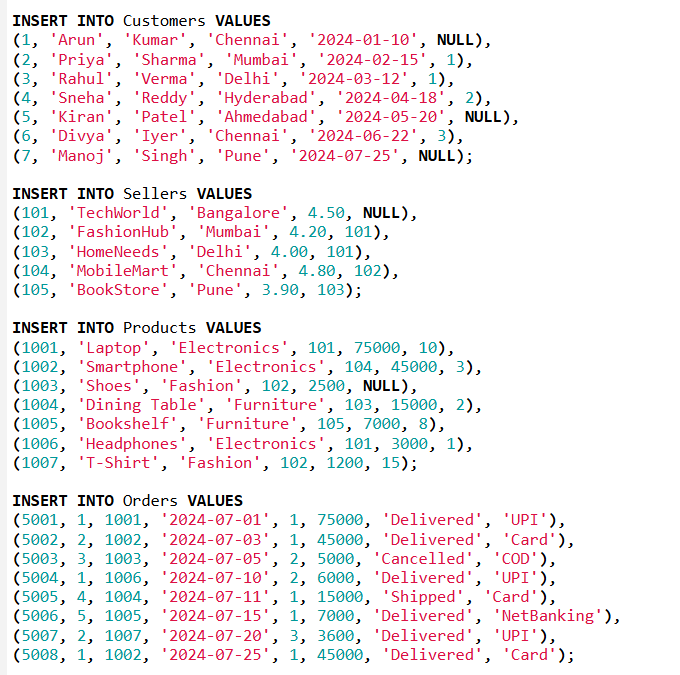 INSERT INTO Customers VALUES
(1, 'Arun', 'Kumar', 'Chennai', '2024-01-10', NULL),
(2, 'Priya', 'Sharma', 'Mumbai', '2024-02-15', 1),
(3, 'Rahul', 'Verma', 'Delhi', '2024-03-12', 1),
(4, 'Sneha', 'Reddy', 'Hyderabad', '2024-04-18', 2),
(5, 'Kiran', 'Patel', 'Ahmedabad', '2024-05-20', NULL),
(6, 'Divya', 'Iyer', 'Chennai', '2024-06-22', 3),
(7, 'Manoj', 'Singh', 'Pune', '2024-07-25', NULL);
INSERT INTO Sellers VALUES
(101, 'TechWorld', 'Bangalore', 4.50, NULL),
(102, 'FashionHub', 'Mumbai', 4.20, 101),
(103, 'HomeNeeds', 'Delhi', 4.00, 101),
(104, 'MobileMart', 'Chennai', 4.80, 102),
(105, 'BookStore', 'Pune', 3.90, 103);
INSERT INTO Products VALUES
(1001, 'Laptop', 'Electronics', 101, 75000, 10),
(1002, 'Smartphone', 'Electronics', 104, 45000, 3),
(1003, 'Shoes', 'Fashion', 102, 2500, NULL),
(1004, 'Dining Table', 'Furniture', 103, 15000, 2),
(1005, 'Bookshelf', 'Furniture', 105, 7000, 8),
(1006, 'Headphones', 'Electronics', 101, 3000, 1),
(1007, 'T-Shirt', 'Fashion', 102, 1200, 15);
INSERT INTO Orders VALUES
(5001, 1, 1001, '2024-07-01', 1, 75000, 'Delivered', 'UPI'),
(5002, 2, 1002, '2024-07-03', 1, 45000, 'Delivered', 'Card'),
(5003, 3, 1003, '2024-07-05', 2, 5000, 'Cancelled', 'COD'),
(5004, 1, 1006, '2024-07-10', 2, 6000, 'Delivered', 'UPI'),
(5005, 4, 1004, '2024-07-11', 1, 15000, 'Shipped', 'Card'),
(5006, 5, 1005, '2024-07-15', 1, 7000, 'Delivered', 'NetBanking'),
(5007, 2, 1007, '2024-07-20', 3, 3600, 'Delivered', 'UPI'),
(5008, 1, 1002, '2024-07-25', 1, 45000, 'Delivered', 'Card');